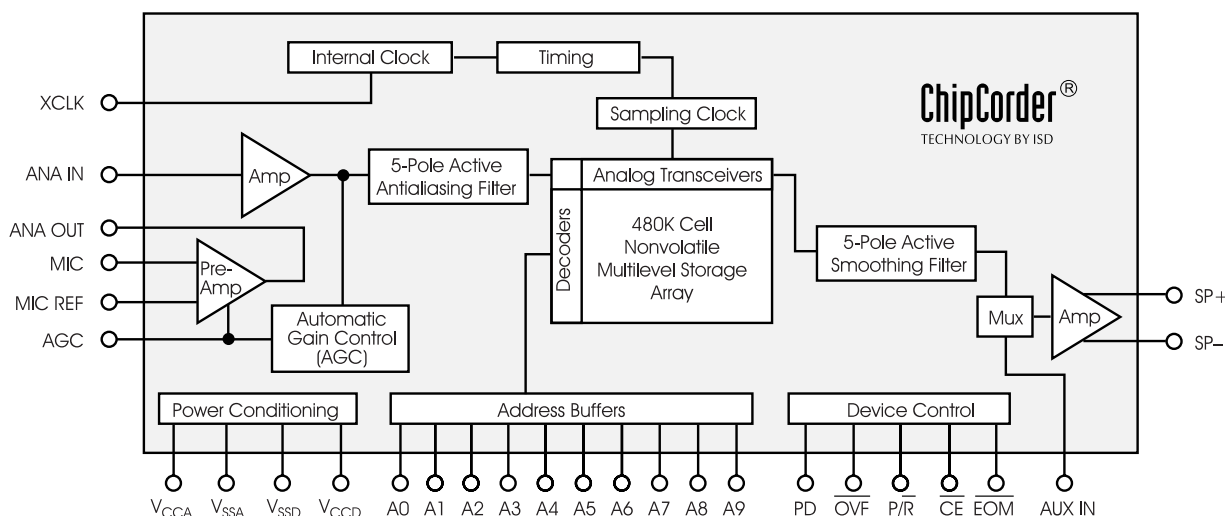 Internal Clock
Timing
XCLK
Sampling Clock
ChipCorder®
TECHNOLOGY BY ISD
ANA IN
Amp
5-Pole Active
Antialiasing Filter
Analog Transceivers
Decoders
480K Cell
Nonvolatile
Multilevel Storage
Array
ANA OUT
MIC
Pre-
Amp
MIC REF
AGC
Automatic
Gain Control
(AGC)
5-Pole Active
Smoothing Filter
Mux
Amp
SP+
SP–
Power Conditioning
Address Buffers
Device Control
VCCA VSSA VSSD VCCD A0 A1 A2 A3 A4 A5 A6 A7 A8 A9 PD O̅V̅F̅ P/R̅ C̅E̅ E̅O̅M̅ AUX IN